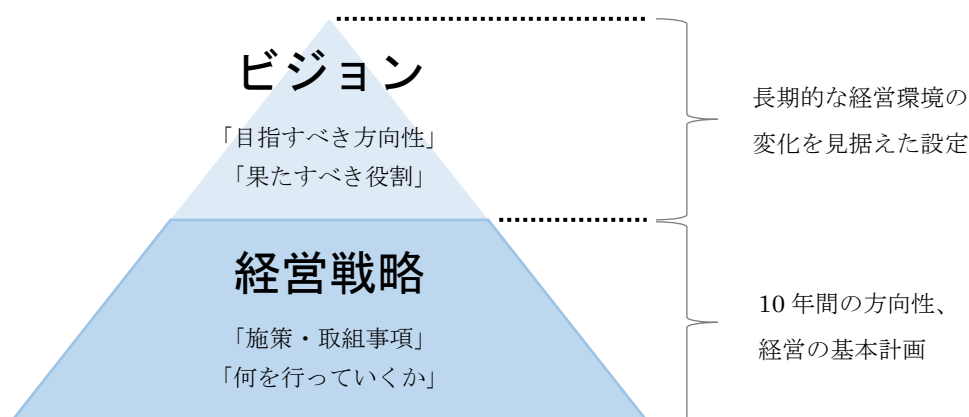 ビジョン
「目指すべき方向性」
「果たすべき役割」
長期的な経営環境の
変化を見据えた設定
経営戦略
「施策・取組事項」
「何を行っていくか」
10 年間の方向性、
経営の基本計画